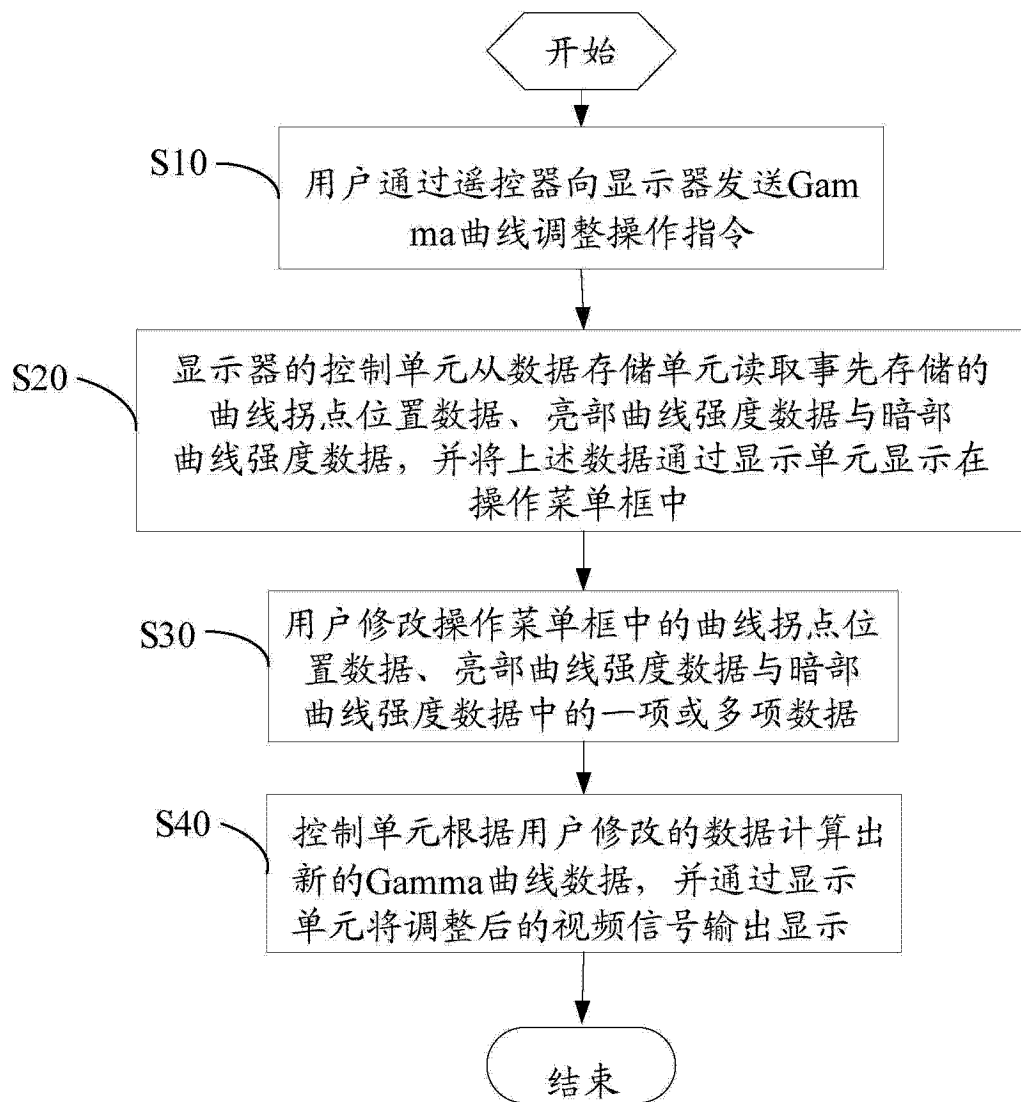 开始
S10
用户通过遥控器向显示器发送Gam
ma曲线调整操作指令
S20
显示器的控制单元从数据存储单元读取事先存储的
曲线拐点位置数据、亮部曲线强度数据与暗部
曲线强度数据，并将上述数据通过显示单元显示在
操作菜单框中
S30
用户修改操作菜单框中的曲线拐点位
置数据、亮部曲线强度数据与暗部
曲线强度数据中的一项或多项数据
S40
控制单元根据用户修改的数据计算出
新的Gamma曲线数据，并通过显示
单元将调整后的视频信号输出显示
结束